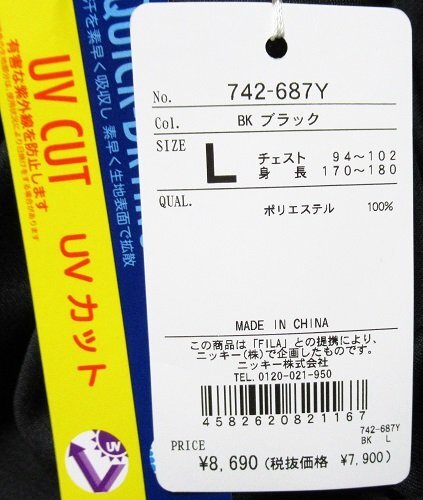 UV CUT UVカット
有害な紫外線を防止します
UV
QUICK DRYING
汗を素早く吸収し 素早く生地表面で拡散
No. 742-687Y
Col. BK ブラック
SIZE L チェスト 94～102
身長 170～180
QUAL. ポリエステル 100%
MADE IN CHINA
この商品は「FILA」との提携により、
ニッキー(株)で企画したものです。
ニッキー株式会社
TEL.0120-021-950
4582620821167
742-687Y
BK L
PRICE
¥8,690(税抜価格 ¥7,900)